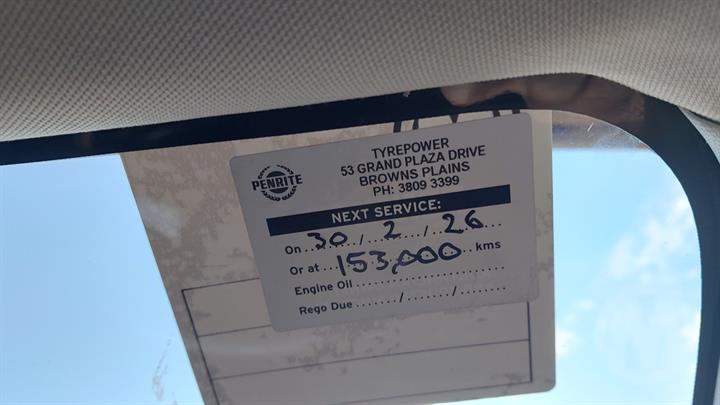 TYREPOWER
53 GRAND PLAZA DRIVE
BROWNS PLAINS
PH: 3809 3399
PENRITE
NEXT SERVICE:
On...30..../...2..../...26....
Or at...153,000...kms
Engine Oil..........................
Rego Due......./......../.........